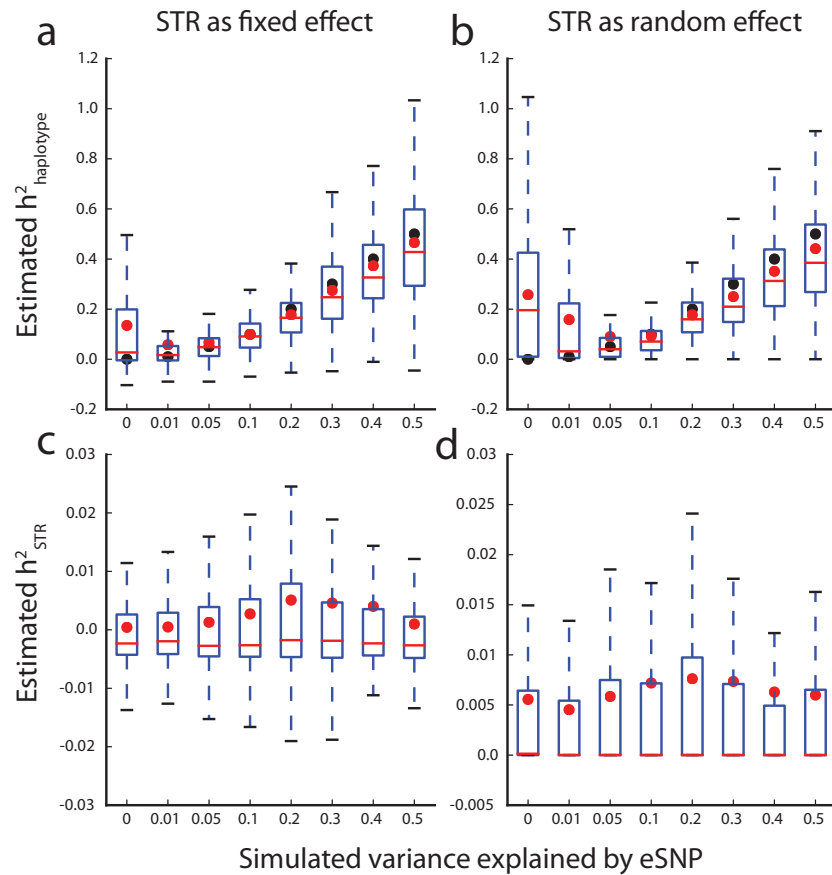 a
STR as fixed effect
b
STR as random effect
Estimated h²haplotype
1.2
1.0
0.8
0.6
0.4
0.2
0.0
-0.2
0 0.01 0.05 0.1 0.2 0.3 0.4 0.5
1.2
1.0
0.8
0.6
0.4
0.2
0.0
-0.2
0 0.01 0.05 0.1 0.2 0.3 0.4 0.5
c
Estimated h²STR
0.03
0.02
0.01
0.0
-0.01
-0.02
-0.03
0 0.01 0.05 0.1 0.2 0.3 0.4 0.5
d
0.03
0.025
0.02
0.015
0.01
0.005
0.0
-0.005
0 0.01 0.05 0.1 0.2 0.3 0.4 0.5
Simulated variance explained by eSNP